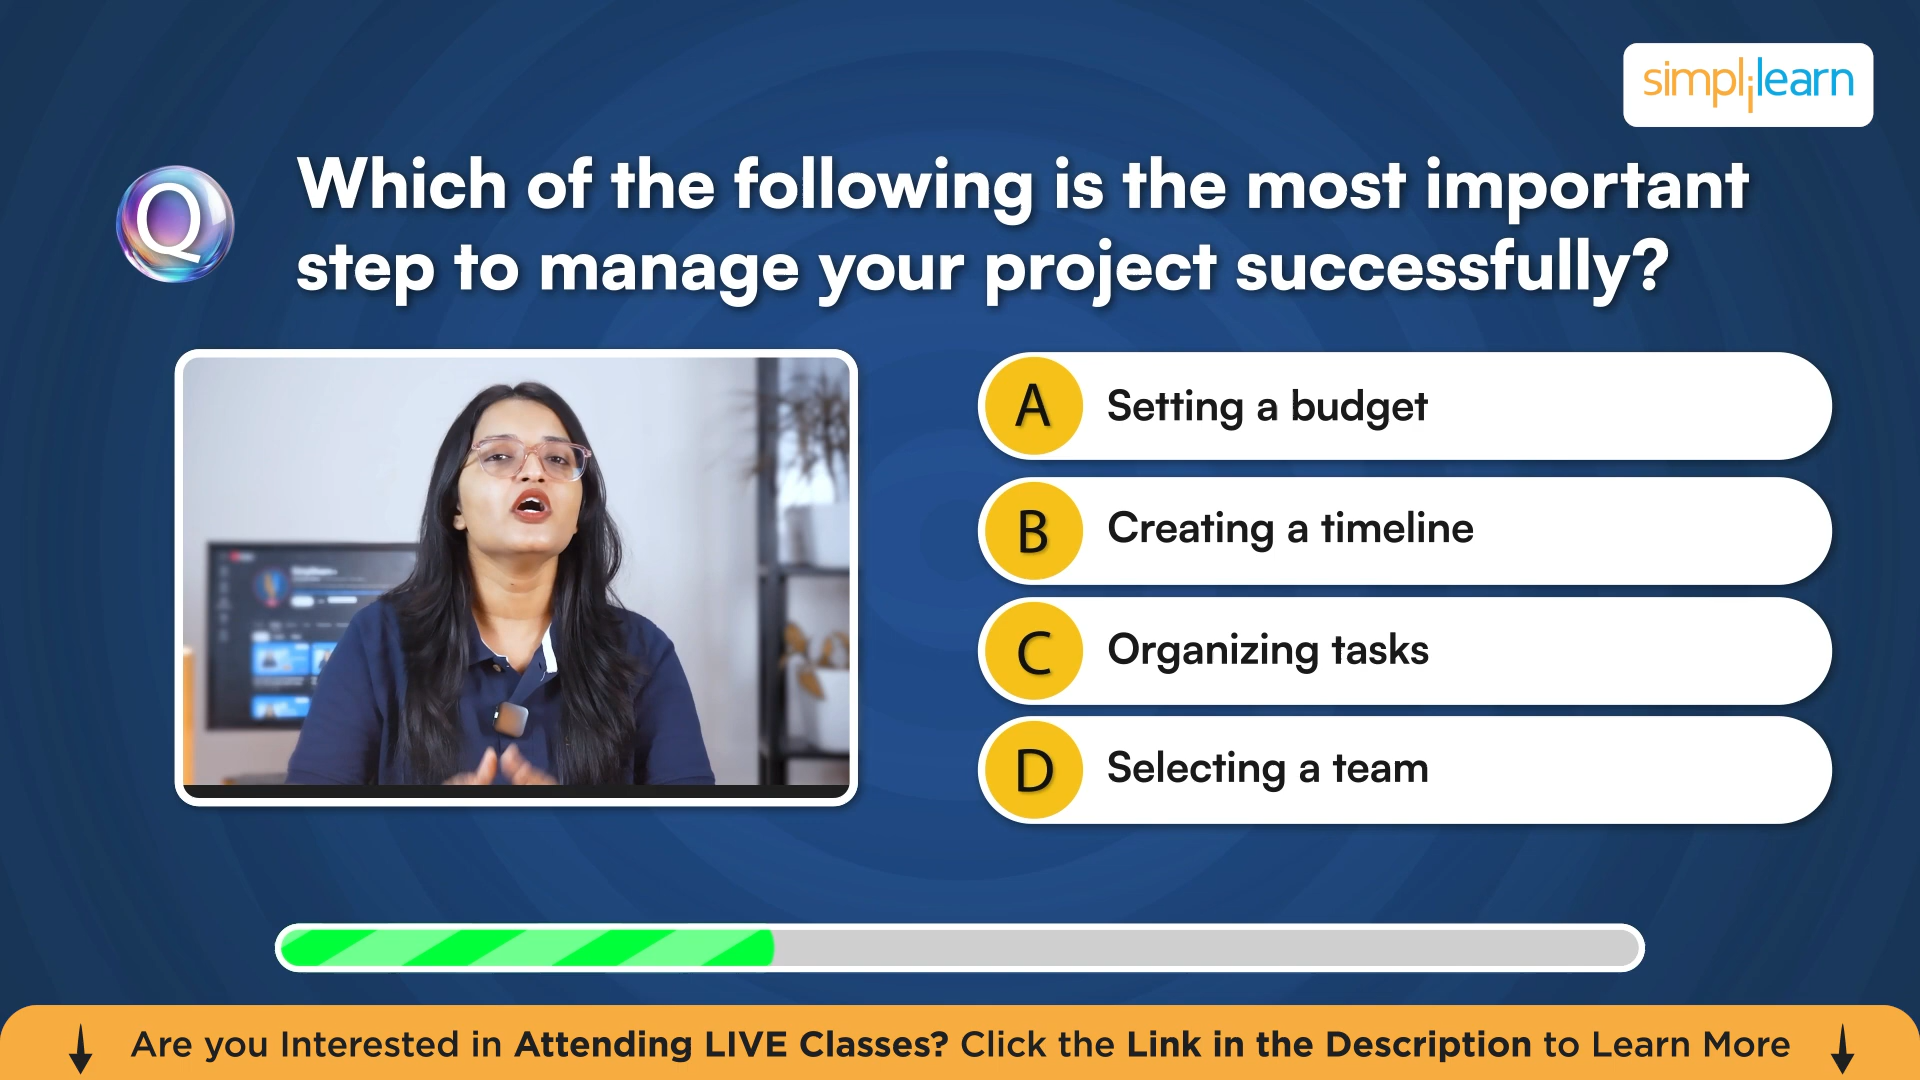 simplilearn
Q
Which of the following is the most important
step to manage your project successfully?
A Setting a budget
B Creating a timeline
C Organizing tasks
D Selecting a team
Are you Interested in Attending LIVE Classes? Click the Link in the Description to Learn More